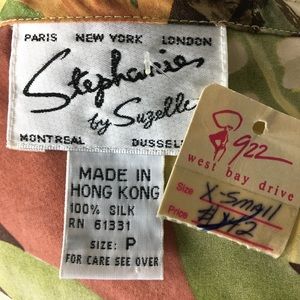 PARIS NEW YORK LONDON
Stephanie
by Suzelle
MONTREAL DUSSEL
MADE IN
HONG KONG
100% SILK
RN 61331
SIZE: P
FOR CARE SEE OVER
922
west bay drive
Size X-Small
Price